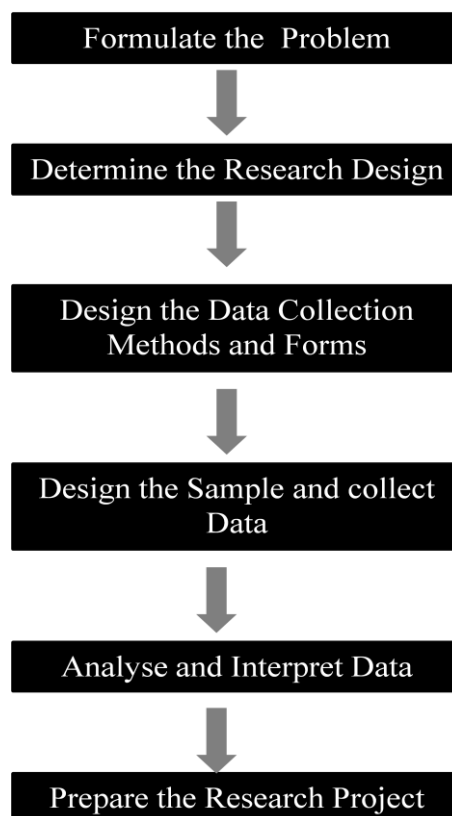 Formulate the Problem
Determine the Research Design
Design the Data Collection
Methods and Forms
Design the Sample and collect
Data
Analyse and Interpret Data
Prepare the Research Project